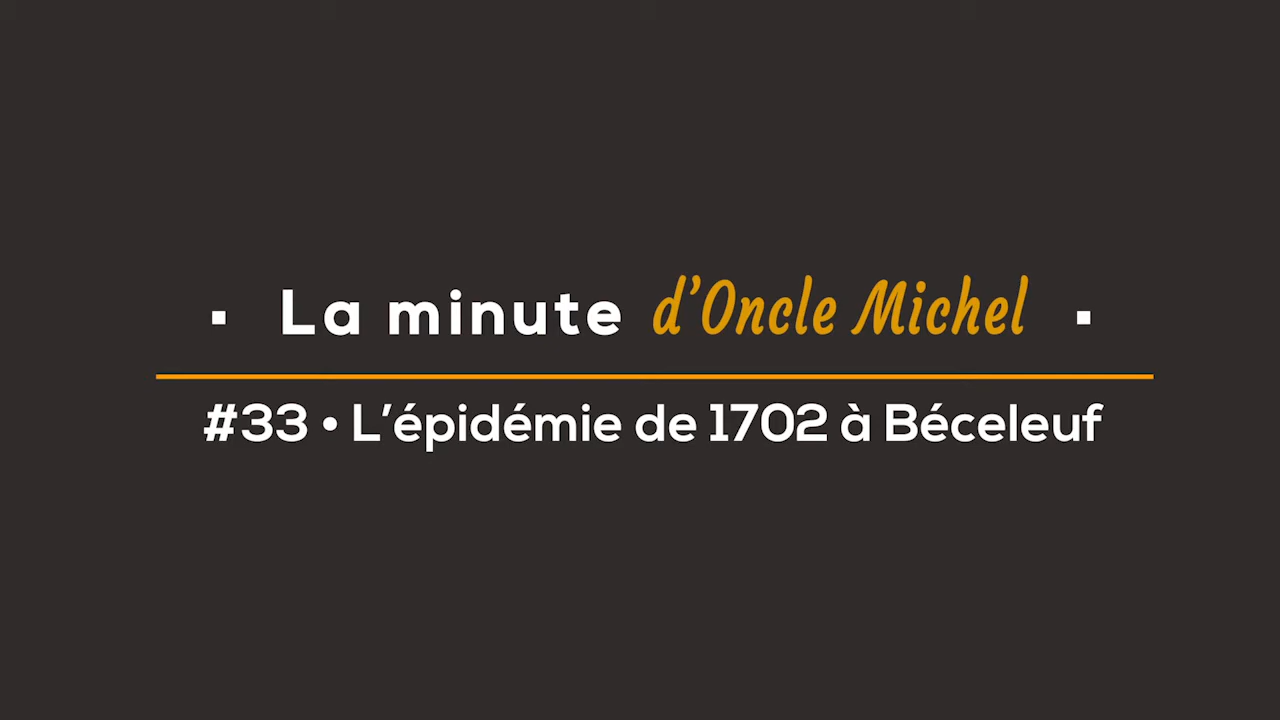 La minute d’Oncle Michel
#33 • L’épidémie de 1702 à Béceleuf